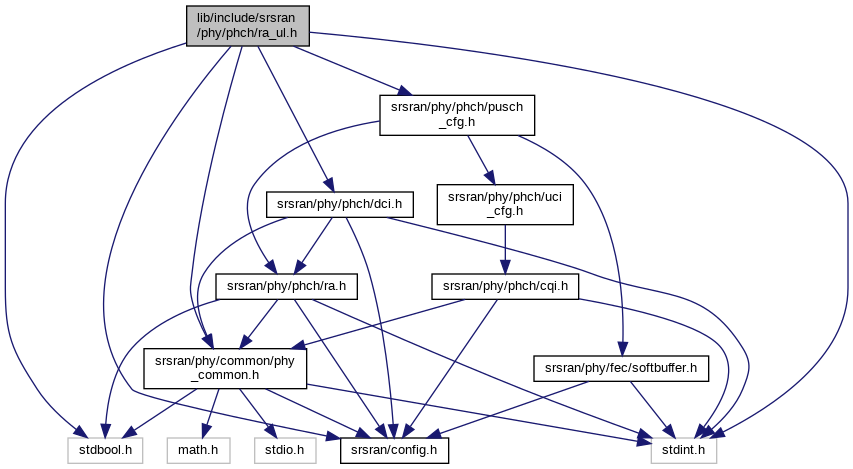 lib/include/srsran
/phy/phch/ra_ul.h
srsran/phy/phch/pusch
_cfg.h
srsran/phy/phch/dci.h
srsran/phy/phch/uci
_cfg.h
srsran/phy/phch/ra.h
srsran/phy/phch/cqi.h
srsran/phy/common/phy
_common.h
srsran/phy/fec/softbuffer.h
stdbool.h
math.h
stdio.h
srsran/config.h
stdint.h